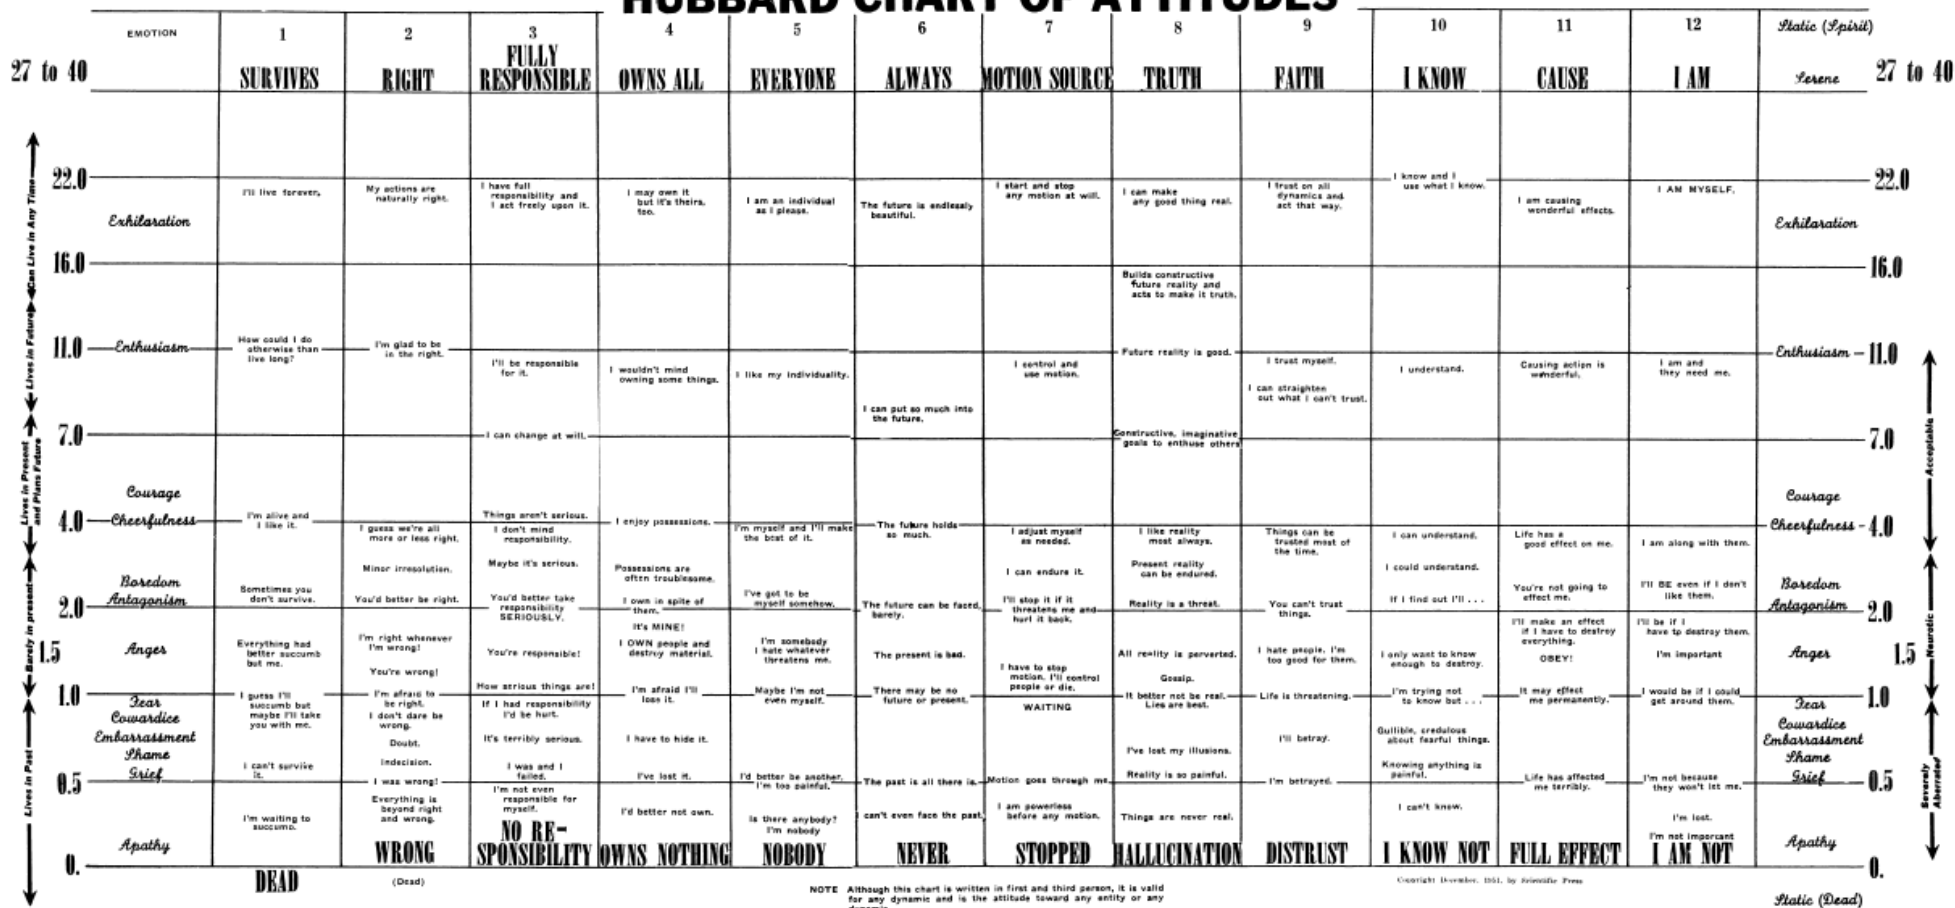 HUBBARD CHART OF ATTITUDES
EMOTION 1 2 3 4 5 6 7 8 9 10 11 12 Static (Spirit)
27 to 40 SURVIVES RIGHT FULLY RESPONSIBLE OWNS ALL EVERYONE ALWAYS MOTION SOURCE TRUTH FAITH I KNOW CAUSE I AM Serene 27 to 40
22.0 22.0
I'll live forever.
My actions are
naturally right.
I have full
responsibility and
I act freely upon it.
I may own it
but it's theirs,
too.
I am an individual
as I please.
The future is endlessly
beautiful.
I start and stop
any motion at will.
I can make
any good thing real.
I trust on all
dynamics and
act that way.
I know and I
use what I know.
I am causing
wonderful effects.
I AM MYSELF.
Exhilaration Exhilaration
16.0 16.0
Builds constructive
future reality and
acts to make it truth.
11.0 Enthusiasm Enthusiasm 11.0
How could I do
otherwise than
live long?
I'm glad to be
in the right.
I'll be responsible
for it.
I wouldn't mind
owning some things.
I like my individuality.
I can put so much into
the future.
I control and
use motion.
Future reality is good.
I trust myself.
I can straighten
out what I can't trust.
I understand.
Causing action is
wonderful.
I am and
they need me.
7.0 7.0
I can change at will.
Constructive, imaginative
goals to enthuse others
Courage Courage
4.0 Cheerfulness Cheerfulness 4.0
I'm alive and
I like it.
I guess we're all
more or less right.
Minor irresolution.
Things aren't serious.
I don't mind
responsibility.
Maybe it's serious.
I enjoy possessions.
Possessions are
often troublesome.
I'm myself and I'll make
the best of it.
The future holds
so much.
I adjust myself
as needed.
I can endure it.
I like reality
most always.
Present reality
can be endured.
Things can be
trusted most of
the time.
I can understand.
I could understand.
Life has a
good effect on me.
I am along with them.
Boredom Boredom
Antagonism Antagonism
2.0 2.0
Sometimes you
don't survive.
You'd better be right.
You'd better take
responsibility
SERIOUSLY.
I own in spite of
them.
It's MINE!
I've got to be
myself somehow.
The future can be faced,
barely.
I'll stop it if it
threatens me and
hurl it back.
Reality is a threat.
You can't trust
things.
If I find out I'll . . .
You're not going to
effect me.
I'll BE even if I don't
like them.
1.5 Anger Anger 1.5
Everything had
better succumb
but me.
I'm right whenever
I'm wrong!
You're wrong!
You're responsible!
I OWN people and
destroy material.
I'm somebody
I hate whatever
threatens me.
The present is bad.
I have to stop
motion. I'll control
people or die.
All reality is perverted.
Gossip.
I hate people. I'm
too good for them.
I only want to know
enough to destroy.
I'll make an effect
if I have to destroy
everything.
OBEY!
I'll be if I
have to destroy them.
I'm important
1.0 1.0
Fear Fear
Cowardice Cowardice
Embarrassment Embarrassment
Shame Shame
Grief Grief
I guess I'll
succumb but
maybe I'll take
you with me.
I'm afraid to
be right.
I don't dare be
wrong.
Doubt.
Indecision.
How serious things are!
If I had responsibility
I'd be hurt.
It's terribly serious.
I was and I
failed.
I'm afraid I'll
lose it.
I have to hide it.
Maybe I'm not
even myself.
There may be no
future or present.
WAITING
It better not be real.
Lies are best.
I've lost my illusions.
Life is threatening.
I'll betray.
I'm trying not
to know but . . .
Gullible, credulous
about fearful things.
It may effect
me permanently.
I would be if I could
get around them.
0.5 0.5
I can't survive
it.
I'm waiting to
succumb.
I was wrong!
Everything is
beyond right
and wrong.
I'm not even
responsible for
myself.
I've lost it.
I'd better not own.
I'd better be another.
I'm too painful.
Is there anybody?
I'm nobody
The past is all there is.
I can't even face the past.
Motion goes through me.
I am powerless
before any motion.
Reality is so painful.
Things are never real.
I'm betrayed.
Knowing anything is
painful.
I can't know.
Life has affected
me terribly.
I'm not because
they won't let me.
I'm lost.
I'm not important
Apathy Apathy
0. 0.
DEAD WRONG NO RE-
SPONSIBILITY OWNS NOTHING NOBODY NEVER STOPPED HALLUCINATION DISTRUST I KNOW NOT FULL EFFECT I AM NOT
(Dead)
Static (Dead)
Can Live in Any Time
Lives in Future
Lives in Present
and Plans Future
Barely in present
Lives in Past
Acceptable
Neurotic
Severely
Aberrated
NOTE Although this chart is written in first and third person, it is valid
for any dynamic and is the attitude toward any entity or any
Copyright December, 1951, by Scientific Press